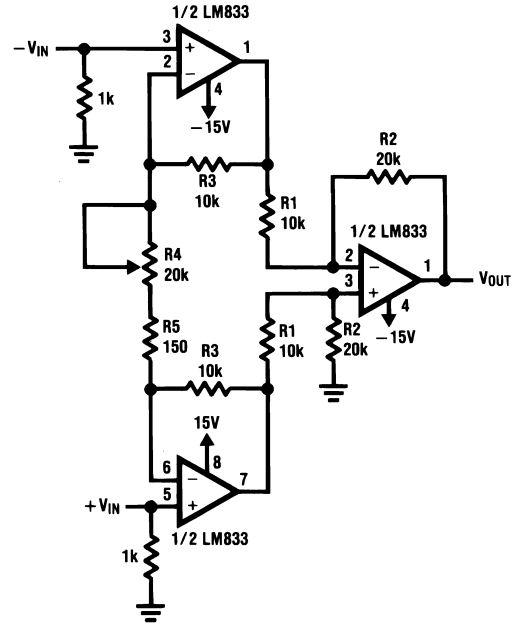 1/2 LM833
−VIN
3
+
1
2
−
4
1k
−15V
R2
20k
R3
10k
R1
10k
1/2 LM833
R4
20k
2
−
1
VOUT
3
+
4
−15V
R5
150
R1
10k
R2
20k
R3
10k
15V
8
6
−
7
5
+
+VIN
1/2 LM833
1k